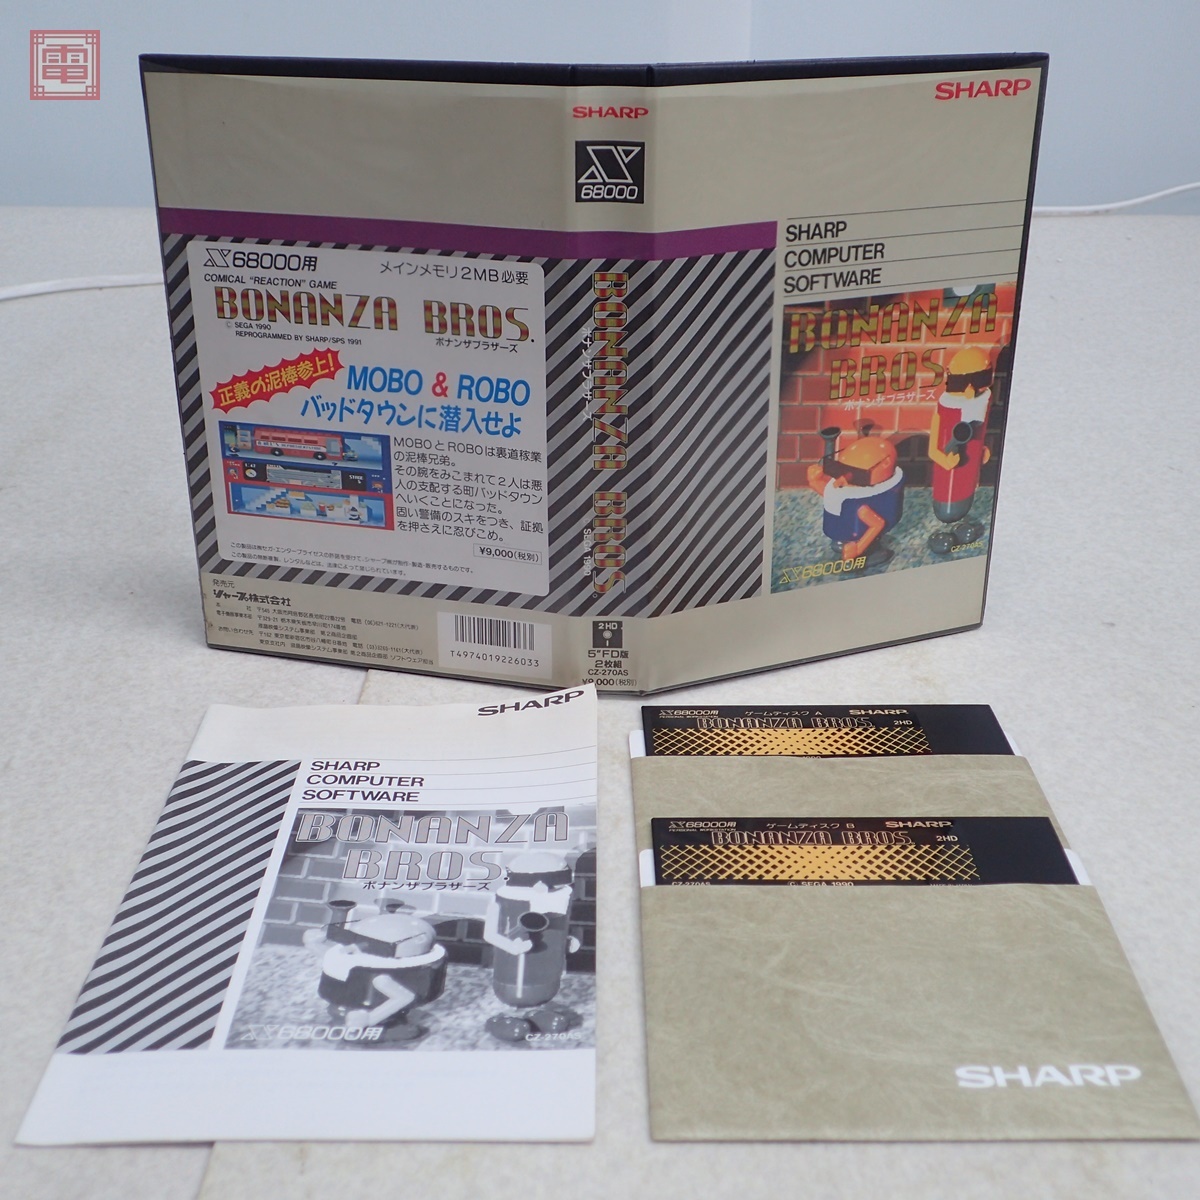 電
X68000用
メインメモリ2MB必要
COMICAL "REACTION" GAME
BONANZA BROS.
© SEGA 1990
REPROGRAMMED BY SHARP/SPS 1991
ボナンザブラザーズ
正義の泥棒参上!
MOBO & ROBO
バッドタウンに潜入せよ
MOBOとROBOは裏道稼業
の泥棒兄弟。
その腕をみこまれて2人は悪
人の支配する町バッドタウン
へいくことになった。
固い警備のスキをつき、証拠
を押さえに忍びこめ。
¥9,000(税別)
発売元
シャープ株式会社
T4974019226033
SHARP
X
68000
BONANZA BROS.
ボナンザブラザーズ
SEGA 1990
2HD
5"FD版
2枚組
CZ-270AS
¥9,000(税別)
SHARP
SHARP
COMPUTER
SOFTWARE
BONANZA
BROS.
ボナンザブラザーズ
CZ-270AS
X68000用
SHARP
SHARP
COMPUTER
SOFTWARE
BONANZA
BROS.
ボナンザブラザーズ
X68000用
CZ-270AS
X68000用
PERSONAL WORKSTATION
ゲームディスク A
SHARP
BONANZA BROS.
2HD
X68000用
PERSONAL WORKSTATION
ゲームディスク B
SHARP
BONANZA BROS.
2HD
CZ-270AS
© SEGA 1990
SHARP